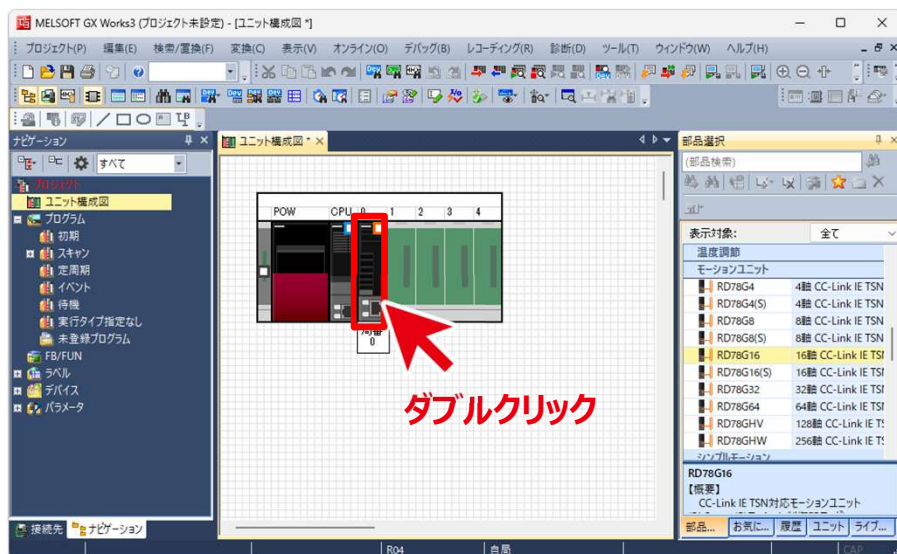 MELSOFT GX Works3 (プロジェクト未設定) - [ユニット構成図 *]
プロジェクト(P) 編集(E) 検索/置換(F) 変換(C) 表示(V) オンライン(O) デバッグ(B) レコーディング(R) 診断(D) ツール(T) ウィンドウ(W) ヘルプ(H)
ナビゲーション
すべて
プロジェクト
ユニット構成図
プログラム
初期
スキャン
定周期
イベント
待機
実行タイプ指定なし
未登録プログラム
FB/FUN
ラベル
デバイス
パラメータ
接続先 ナビゲーション
ユニット構成図 *
POW CPU 0 1 2 3 4
局番
0
ダブルクリック
部品選択
(部品検索)
表示対象: 全て
温度調節
モーションユニット
RD78G4 4軸 CC-Link IE TSN
RD78G4(S) 4軸 CC-Link IE TSN
RD78G8 8軸 CC-Link IE TSN
RD78G8(S) 8軸 CC-Link IE TSN
RD78G16 16軸 CC-Link IE TSI
RD78G16(S) 16軸 CC-Link IE TSI
RD78G32 32軸 CC-Link IE TSI
RD78G64 64軸 CC-Link IE TSI
RD78GHV 128軸 CC-Link IE TS
RD78GHW 256軸 CC-Link IE TS
シンプルモーション
RD78G16
【概要】
CC-Link IE TSN対応モーションユニット
部品... お気に... 履歴 ユニット ライブ...
R04 自局 CAP